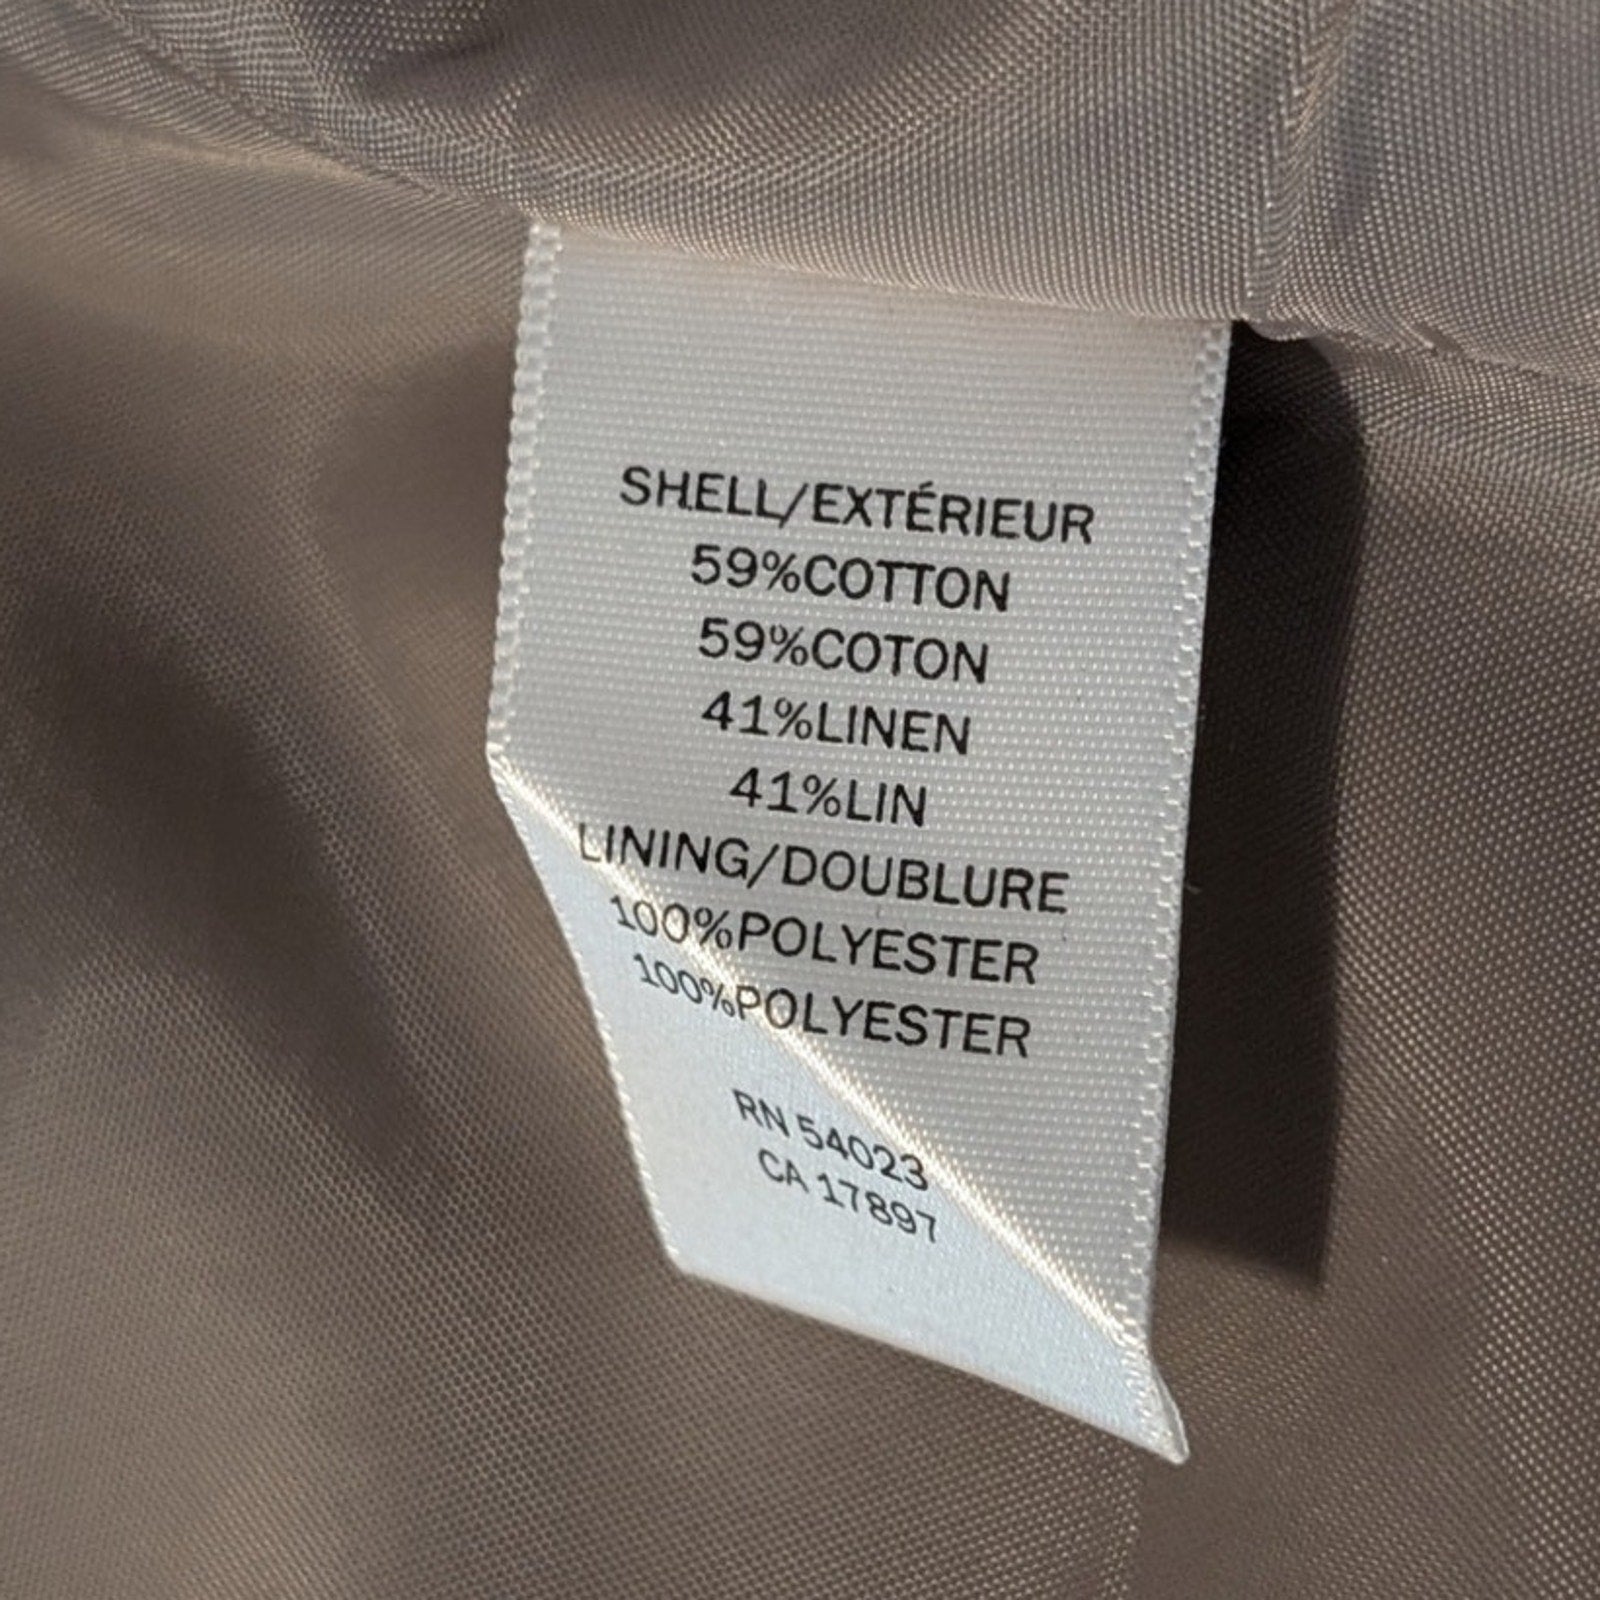 SHELL/EXTÉRIEUR
59%COTTON
59%COTON
41%LINEN
41%LIN
LINING/DOUBLURE
100%POLYESTER
100%POLYESTER
RN 54023
CA 17897